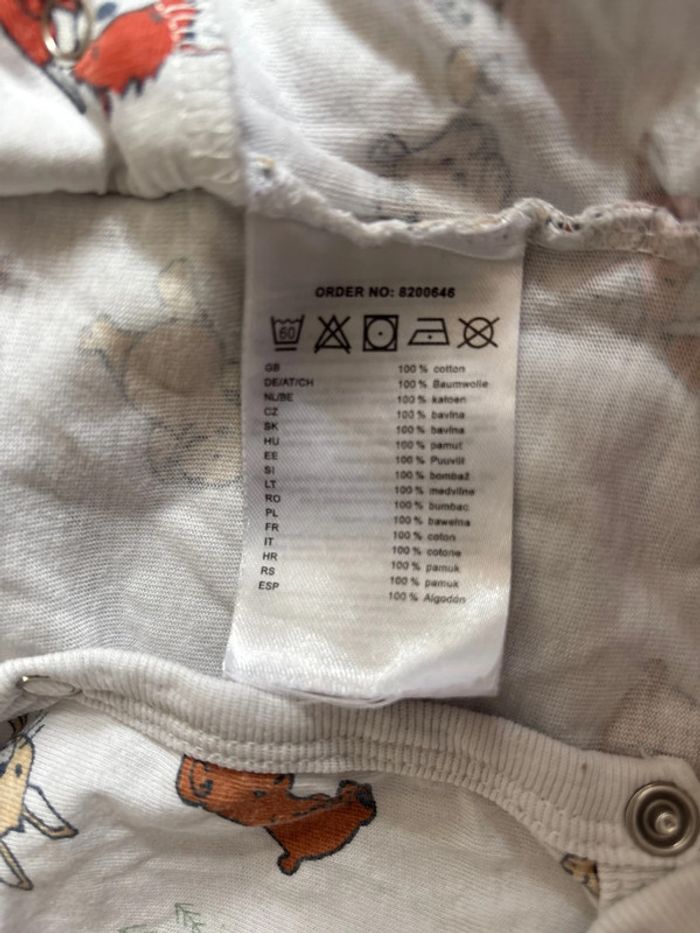 ORDER NO: 8200646
60
GB 100 % cotton
DE/AT/CH 100 % Baumwolle
NL/BE 100 % katoen
CZ 100 % bavlna
SK 100 % bavlna
HU 100 % pamut
EE 100 % Puuvill
SI 100 % bombaž
LT 100 % medvilnė
RO 100 % bumbac
PL 100 % bawełna
FR 100 % coton
IT 100 % cotone
HR 100 % pamuk
RS 100 % pamuk
ESP 100 % Algodón